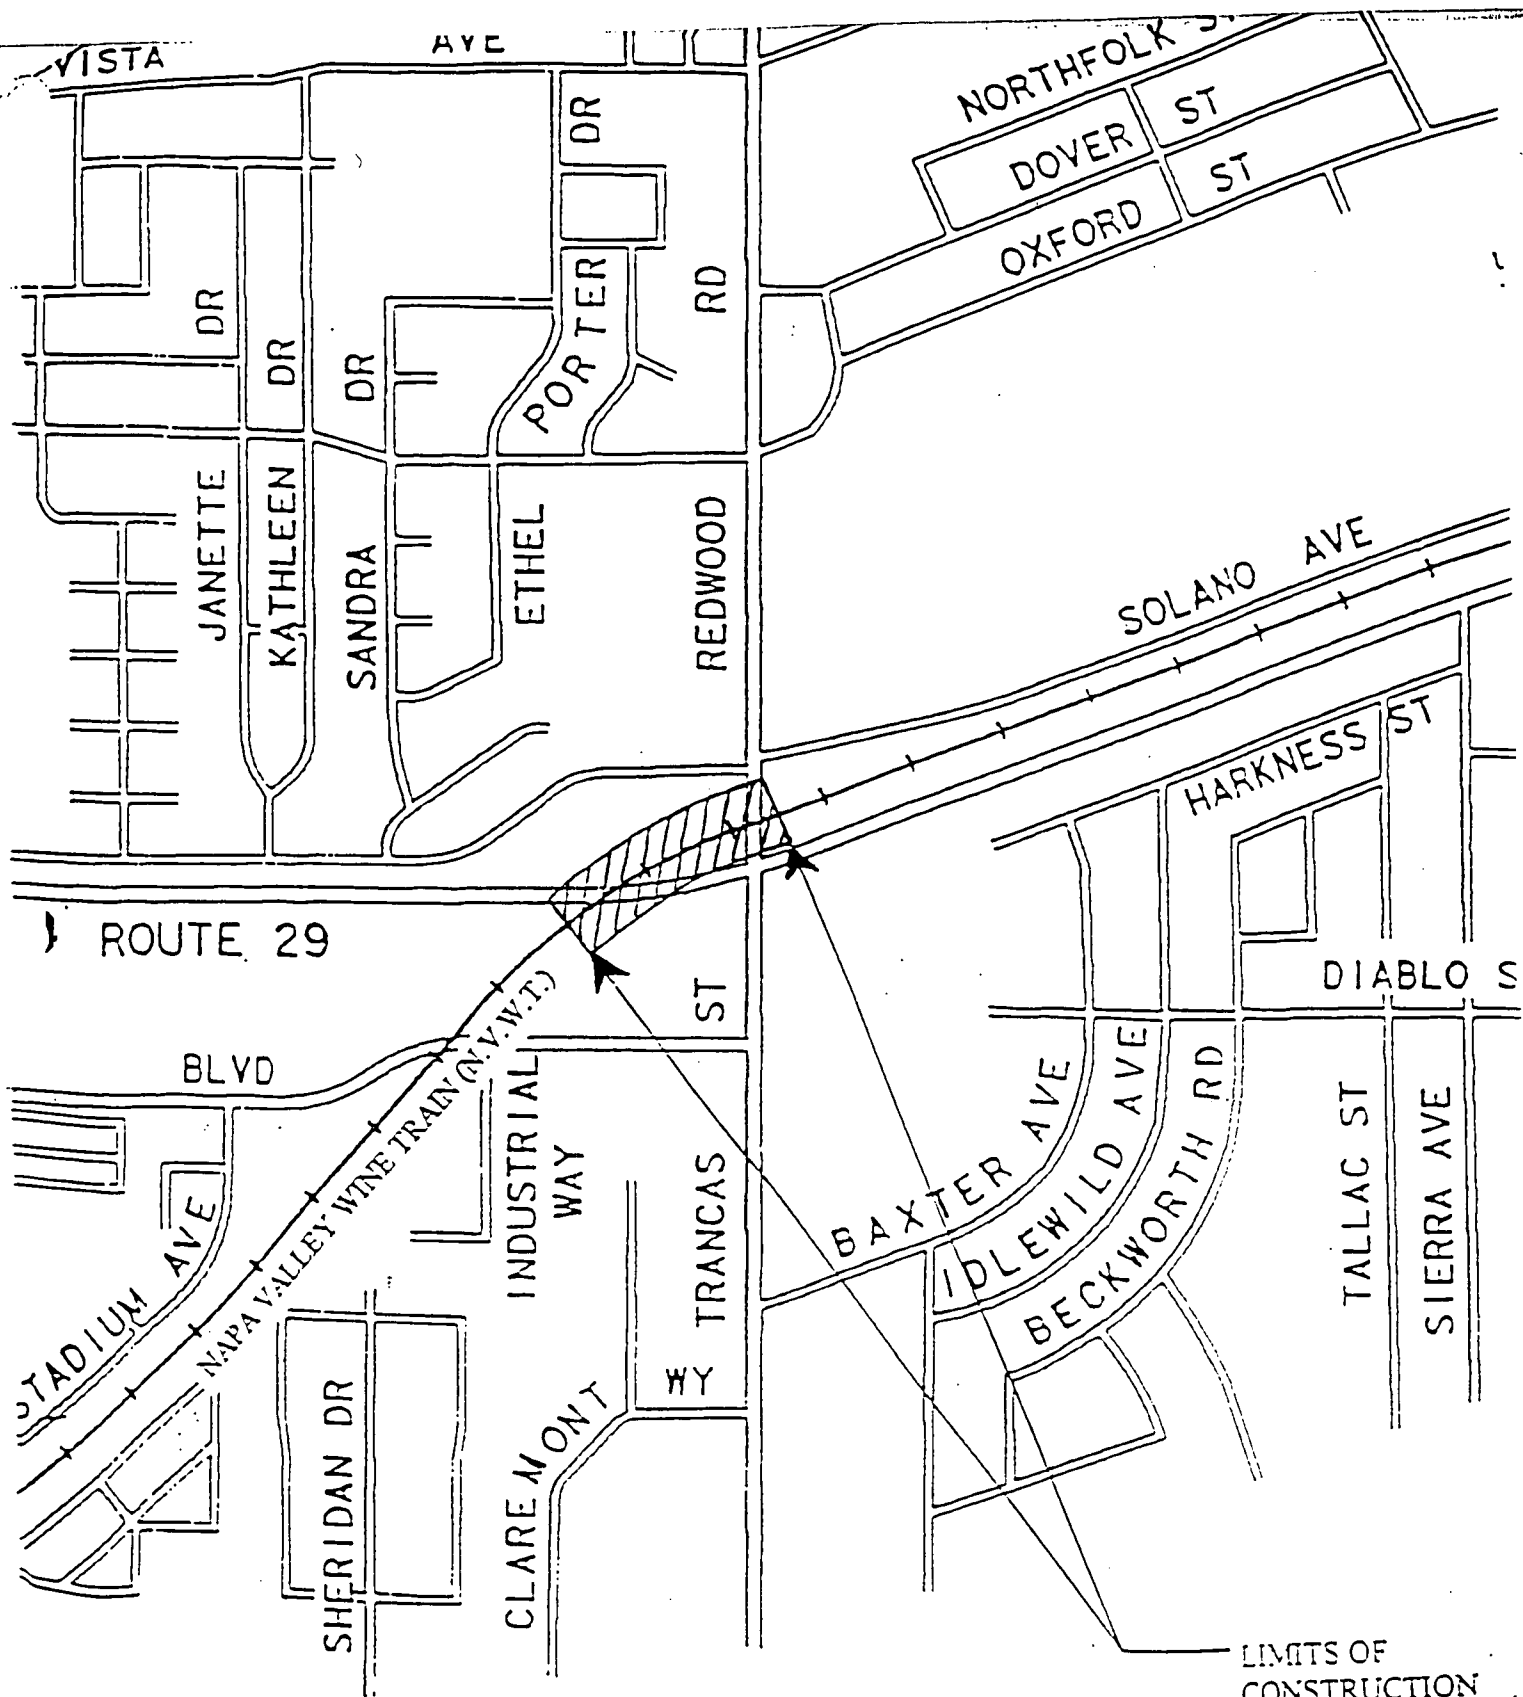 VISTA
AVE
NORTHFOLK
DOVER ST
OXFORD ST
PORTER DR
JANETTE DR
KATHLEEN DR
SANDRA DR
ETHEL
REDWOOD RD
SOLANO AVE
HARKNESS ST
ROUTE 29
DIABLO S
BLVD
NAPA VALLEY WINE TRAIN (N.V.W.T.)
INDUSTRIAL
WAY
TRANCAS ST
BAXTER AVE
IDLEWILD AVE
BECKWORTH RD
TALLAC ST
SIERRA AVE
STADIUM AVE
SHERIDAN DR
CLAREMONT WY
LIMITS OF
CONSTRUCTION